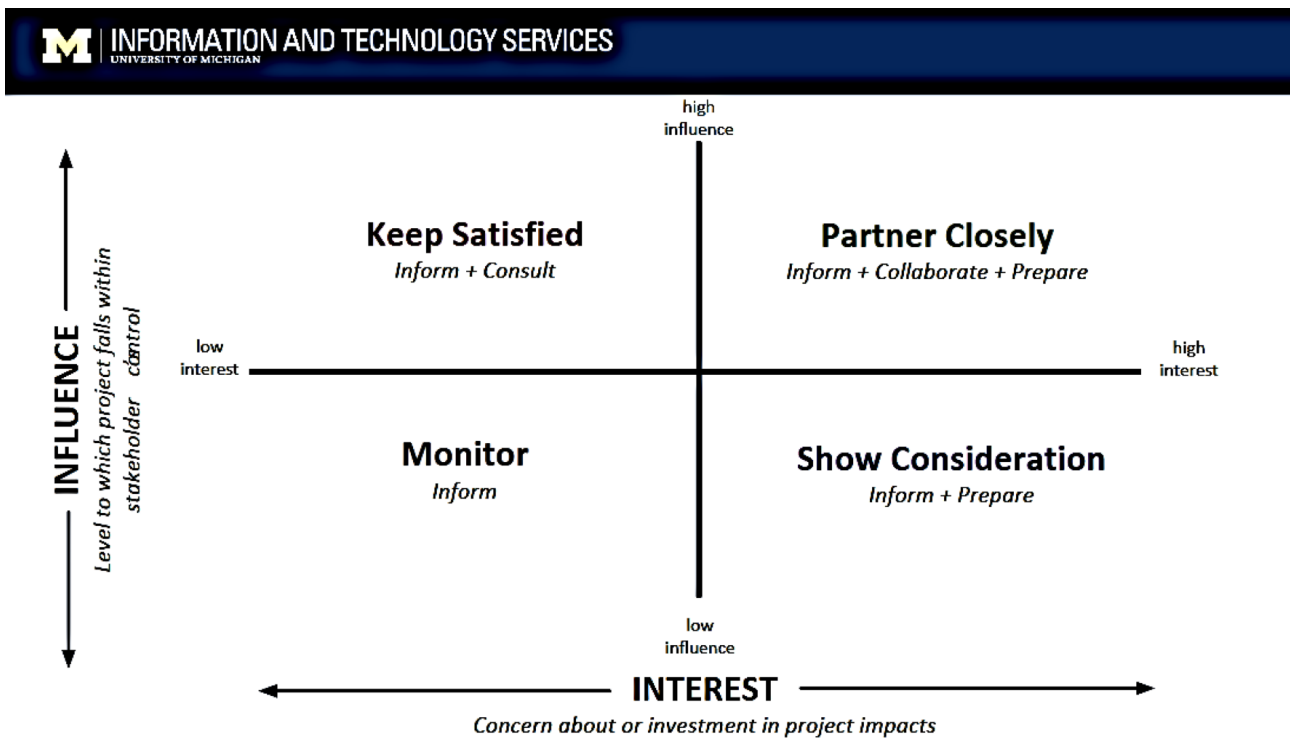 INFORMATION AND TECHNOLOGY SERVICES
UNIVERSITY OF MICHIGAN
high
influence
Keep Satisfied
Inform + Consult
Partner Closely
Inform + Collaborate + Prepare
INFLUENCE
Level to which project falls within
stakeholder control
low
interest
high
interest
Monitor
Inform
Show Consideration
Inform + Prepare
low
influence
INTEREST
Concern about or investment in project impacts